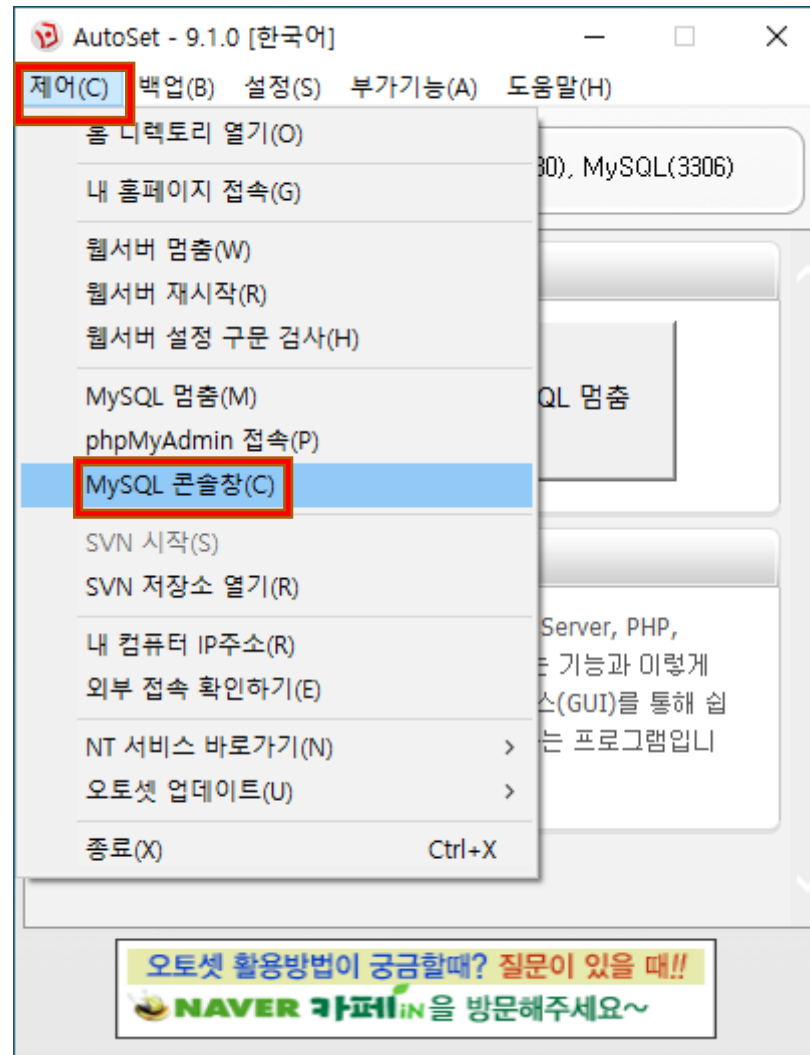 AutoSet - 9.1.0 [한국어]
제어(C) 백업(B) 설정(S) 부가기능(A) 도움말(H)
홈 디렉토리 열기(O)
80), MySQL(3306)
내 홈페이지 접속(G)
웹서버 멈춤(W)
웹서버 재시작(R)
웹서버 설정 구문 검사(H)
MySQL 멈춤(M)
QL 멈춤
phpMyAdmin 접속(P)
MySQL 콘솔창(C)
SVN 시작(S)
SVN 저장소 열기(R)
Server, PHP,
내 컴퓨터 IP주소(R)
는 기능과 이렇게
외부 접속 확인하기(E)
스(GUI)를 통해 쉽
NT 서비스 바로가기(N)
는 프로그램입니
오토셋 업데이트(U)
종료(X) Ctrl+X
오토셋 활용방법이 궁금할때? 질문이 있을 때!!
NAVER 카페iN을 방문해주세요~